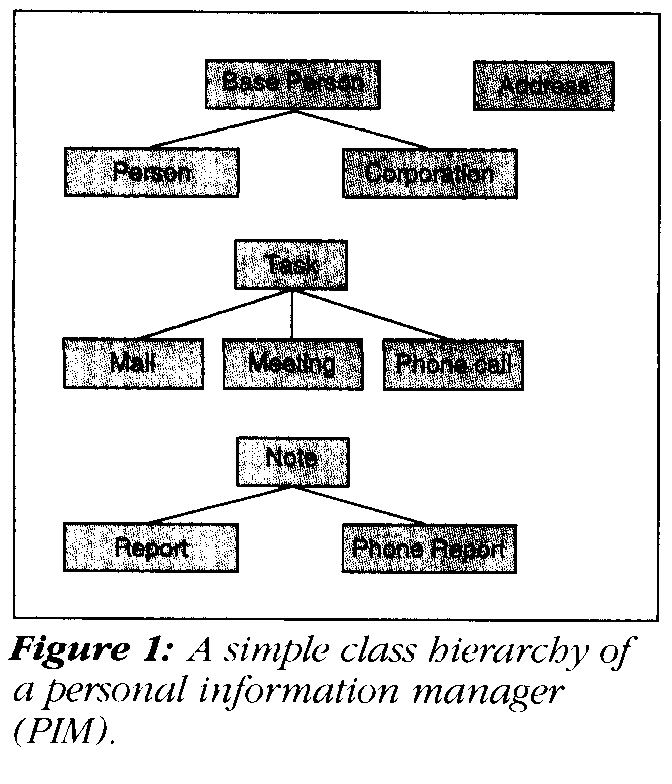 Base Person
Address
Person
Corporation
Task
Mail
Meeting
Phone call
Note
Report
Phone Report
Figure 1: A simple class hierarchy of
a personal information manager
(PIM).